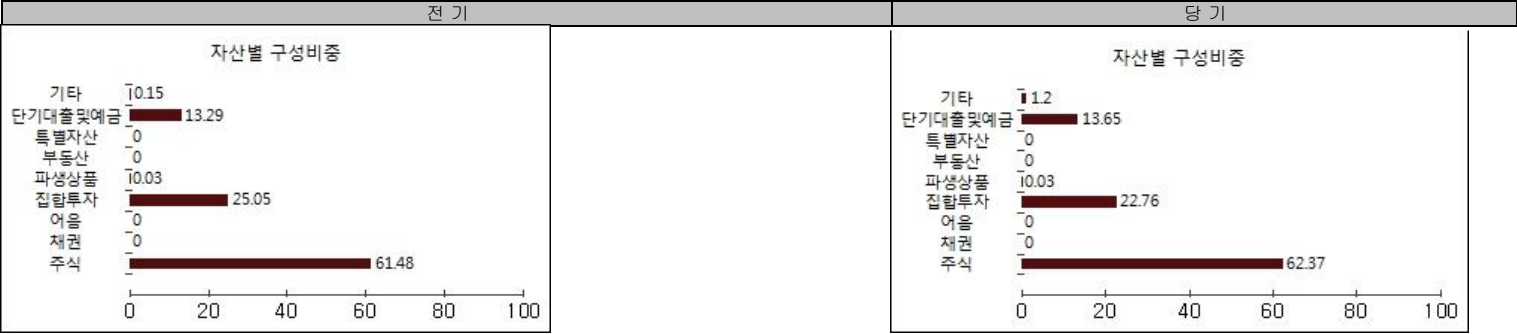 전 기
당 기
자산별 구성비중
기타 0.15
단기대출및예금 13.29
특별자산 0
부동산 0
파생상품 0.03
집합투자 25.05
어음 0
채권 0
주식 61.48
0 20 40 60 80 100
자산별 구성비중
기타 1.2
단기대출및예금 13.65
특별자산 0
부동산 0
파생상품 0.03
집합투자 22.76
어음 0
채권 0
주식 62.37
0 20 40 60 80 100